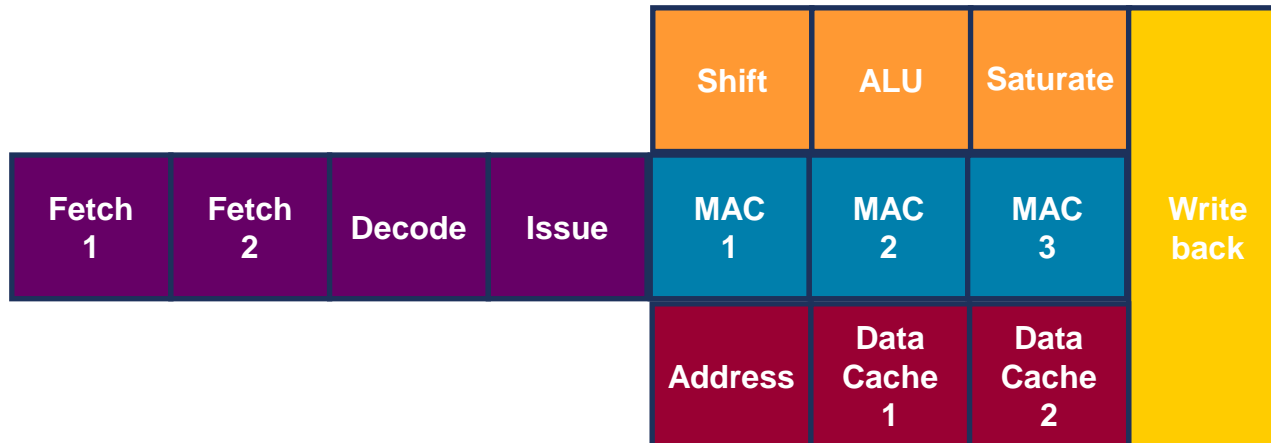 Shift
ALU
Saturate
Fetch
1
Fetch
2
Decode
Issue
MAC
1
MAC
2
MAC
3
Write
back
Address
Data
Cache
1
Data
Cache
2